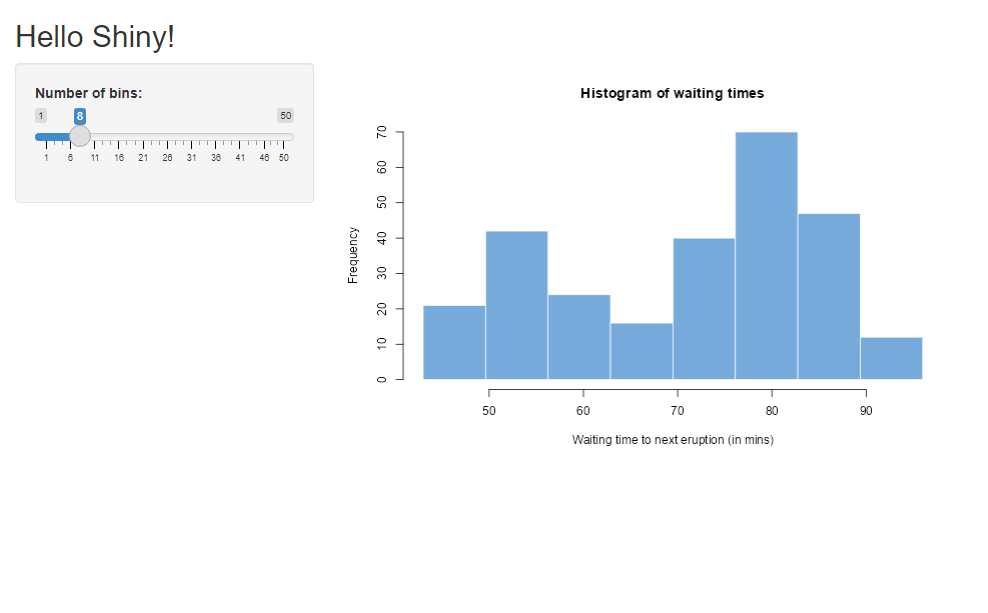 Hello Shiny!
Number of bins:
1 8 50
1 6 11 16 21 26 31 36 41 46 50
Histogram of waiting times
Frequency
70
60
50
40
30
20
10
0
50 60 70 80 90
Waiting time to next eruption (in mins)